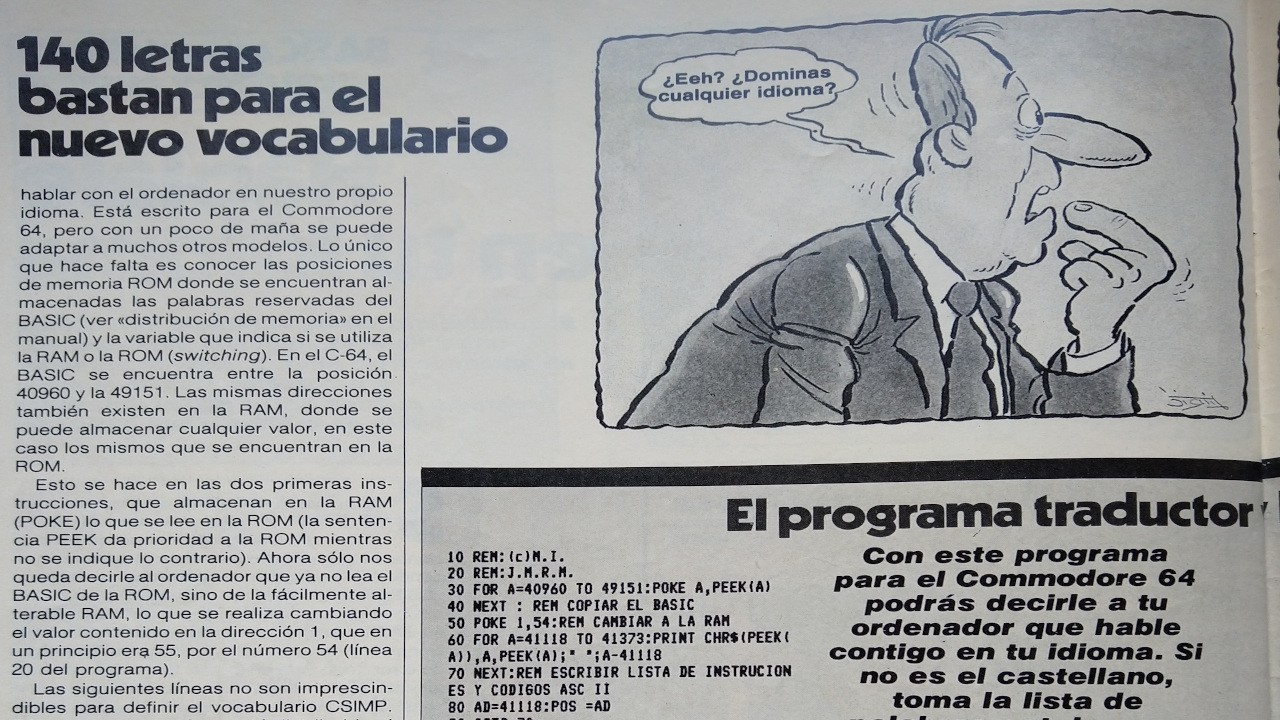 140 letras
bastan para el
nuevo vocabulario
hablar con el ordenador en nuestro propio
idioma. Está escrito para el Commodore
64, pero con un poco de maña se puede
adaptar a muchos otros modelos. Lo único
que hace falta es conocer las posiciones
de memoria ROM donde se encuentran al-
macenadas las palabras reservadas del
BASIC (ver «distribución de memoria» en el
manual) y la variable que indica si se utiliza
la RAM o la ROM (switching). En el C-64, el
BASIC se encuentra entre la posición
40960 y la 49151. Las mismas direcciones
también existen en la RAM, donde se
puede almacenar cualquier valor, en este
caso los mismos que se encuentran en la
ROM.
Esto se hace en las dos primeras ins-
trucciones, que almacenan en la RAM
(POKE) lo que se lee en la ROM (la senten-
cia PEEK da prioridad a la ROM mientras
no se indique lo contrario). Ahora sólo nos
queda decirle al ordenador que ya no lea el
BASIC de la ROM, sino de la fácilmente al-
terable RAM, lo que se realiza cambiando
el valor contenido en la dirección 1, que en
un principio era 55, por el número 54 (línea
20 del programa).
Las siguientes líneas no son imprescin-
dibles para definir el vocabulario CSIMP.
¿Eeh? ¿Dominas
cualquier idioma?
El programa traductor
10 REM:(c)M.I.
20 REM:J.M.R.M.
30 FOR A=40960 TO 49151:POKE A,PEEK(A)
40 NEXT : REM COPIAR EL BASIC
50 POKE 1,54:REM CAMBIAR A LA RAM
60 FOR A=41118 TO 41373:PRINT CHR$(PEEK(
A)),A,PEEK(A);" ";A-41118
70 NEXT:REM ESCRIBIR LISTA DE INSTRUCION
ES Y CODIGOS ASC II
80 AD=41118:POS =AD
Con este programa
para el Commodore 64
podrás decirle a tu
ordenador que hable
contigo en tu idioma. Si
no es el castellano,
toma la lista de